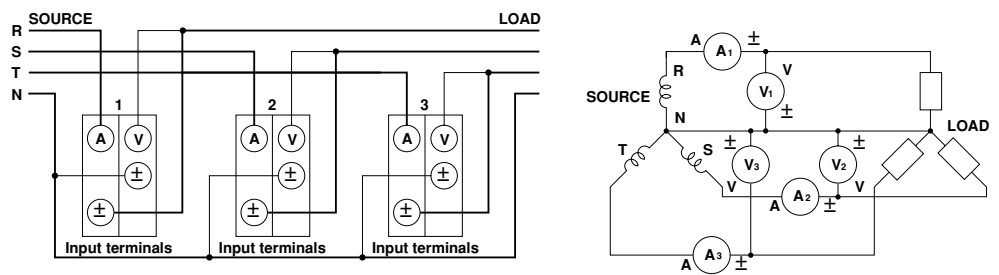 SOURCE LOAD
R
S
T
N
1 2 3
A V A V A V
± ± ±
± ± ±
Input terminals Input terminals Input terminals
A A1 ±
R V
SOURCE V1
±
N
LOAD
T S ± ±
V3 V2
V V
A A2 ±
A A3 ±